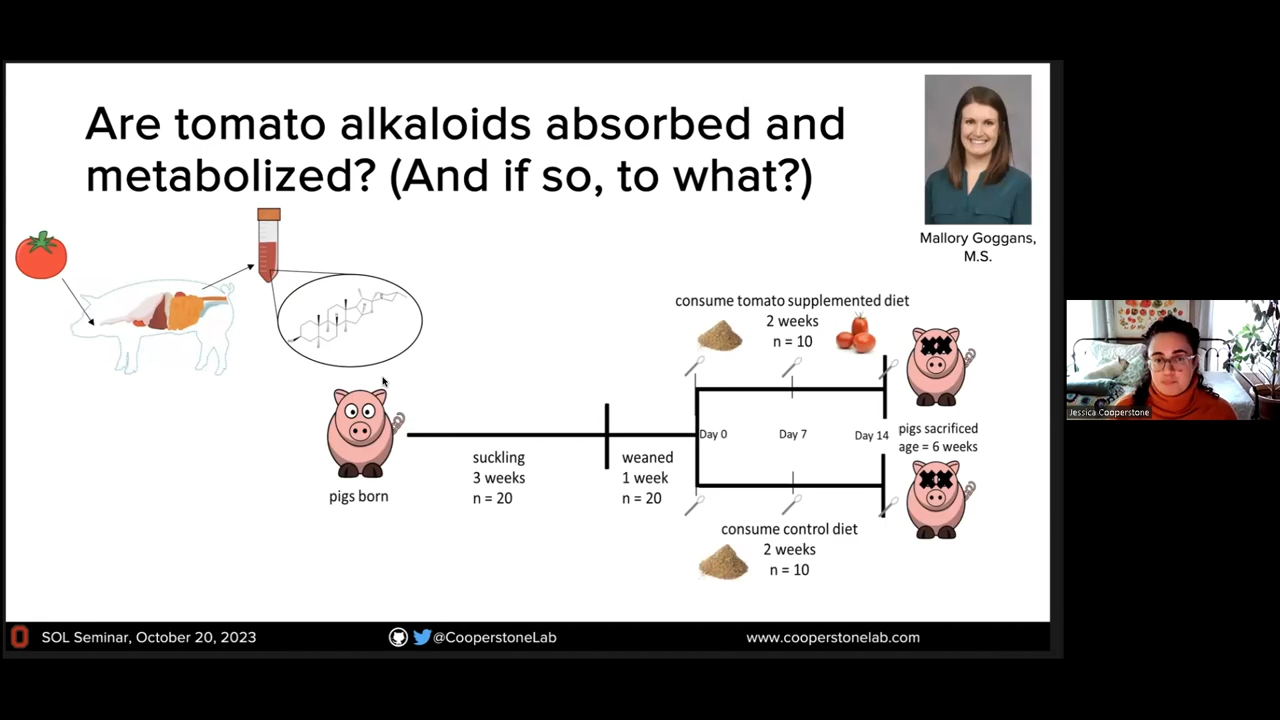 Are tomato alkaloids absorbed and
metabolized? (And if so, to what?)
Mallory Goggans,
M.S.
consume tomato supplemented diet
2 weeks
n = 10
pigs born
suckling
3 weeks
n = 20
weaned
1 week
n = 20
Day 0
Day 7
Day 14
pigs sacrificed
age = 6 weeks
consume control diet
2 weeks
n = 10
Jessica Cooperstone
SOL Seminar, October 20, 2023
@CooperstoneLab
www.cooperstonelab.com